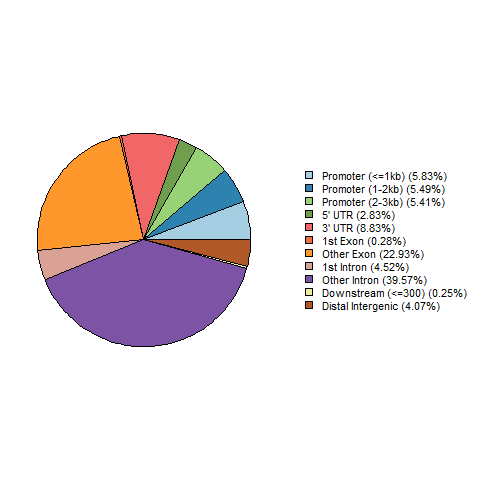 Promoter (<=1kb) (5.83%)
Promoter (1-2kb) (5.49%)
Promoter (2-3kb) (5.41%)
5' UTR (2.83%)
3' UTR (8.83%)
1st Exon (0.28%)
Other Exon (22.93%)
1st Intron (4.52%)
Other Intron (39.57%)
Downstream (<=300) (0.25%)
Distal Intergenic (4.07%)